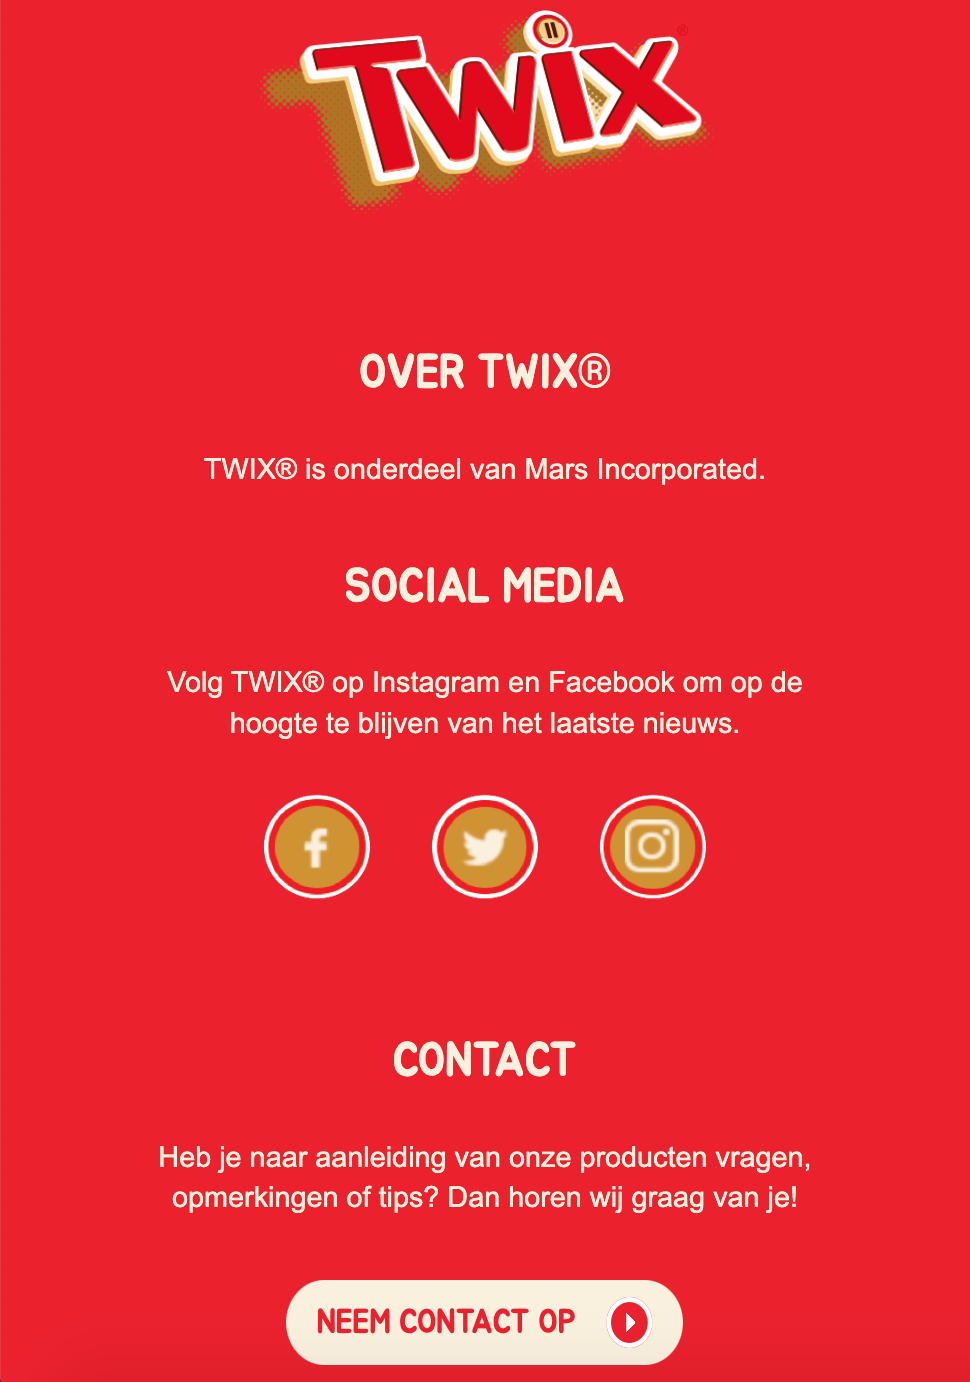 Twix
OVER TWIX®
TWIX® is onderdeel van Mars Incorporated.
SOCIAL MEDIA
Volg TWIX® op Instagram en Facebook om op de
hoogte te blijven van het laatste nieuws.
CONTACT
Heb je naar aanleiding van onze producten vragen,
opmerkingen of tips? Dan horen wij graag van je!
NEEM CONTACT OP